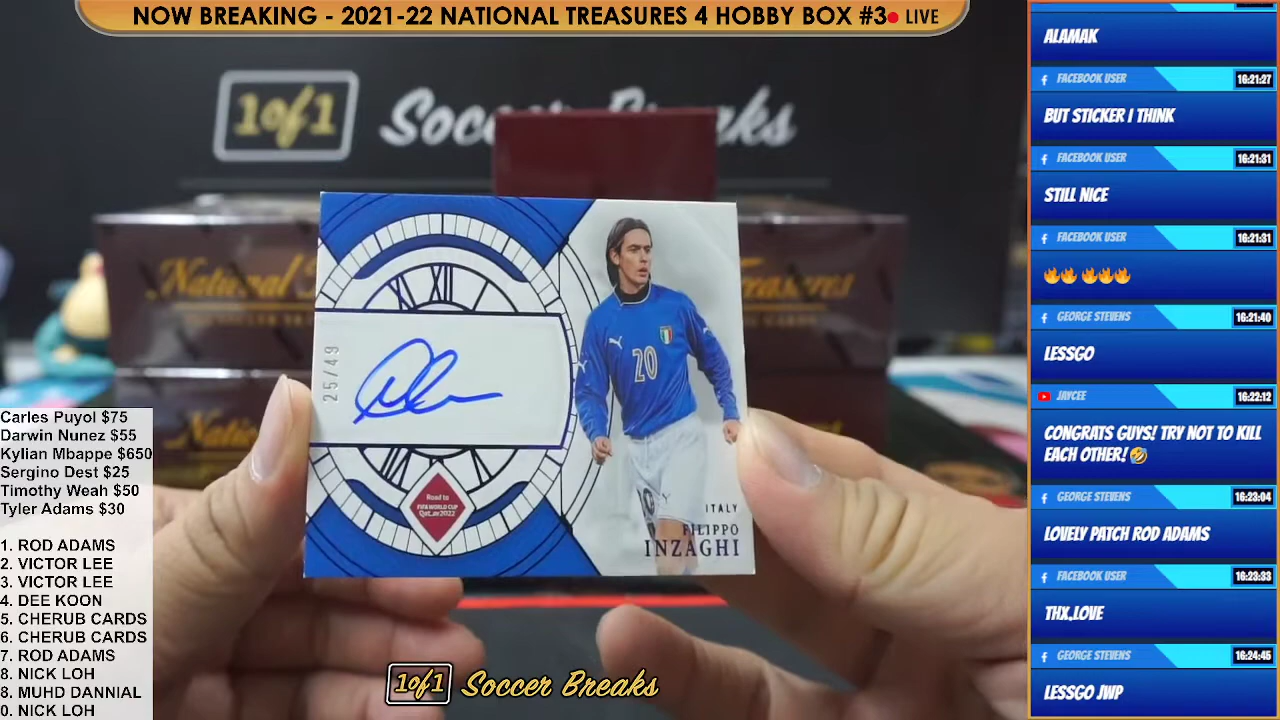 NOW BREAKING - 2021-22 NATIONAL TREASURES 4 HOBBY BOX #3 LIVE
1of1 Soccer Breaks
National Treasures
25/49
XII
20
Road to
FIFA WORLD CUP
Qatar2022
ITALY
FILIPPO
INZAGHI
Carles Puyol $75
Darwin Nunez $55
Kylian Mbappe $650
Sergino Dest $25
Timothy Weah $50
Tyler Adams $30
1. ROD ADAMS
2. VICTOR LEE
3. VICTOR LEE
4. DEE KOON
5. CHERUB CARDS
6. CHERUB CARDS
7. ROD ADAMS
8. NICK LOH
8. MUHD DANNIAL
0. NICK LOH
1of1 Soccer Breaks
ALAMAK
FACEBOOK USER 16:21:27
BUT STICKER I THINK
FACEBOOK USER 16:21:31
STILL NICE
FACEBOOK USER 16:21:31
🔥🔥 🔥🔥🔥
GEORGE STEVENS 16:21:40
LESSGO
JAYCEE 16:22:12
CONGRATS GUYS! TRY NOT TO KILL
EACH OTHER! 🤣
GEORGE STEVENS 16:23:04
LOVELY PATCH ROD ADAMS
FACEBOOK USER 16:23:33
THX,LOVE
GEORGE STEVENS 16:24:45
LESSGO JWP